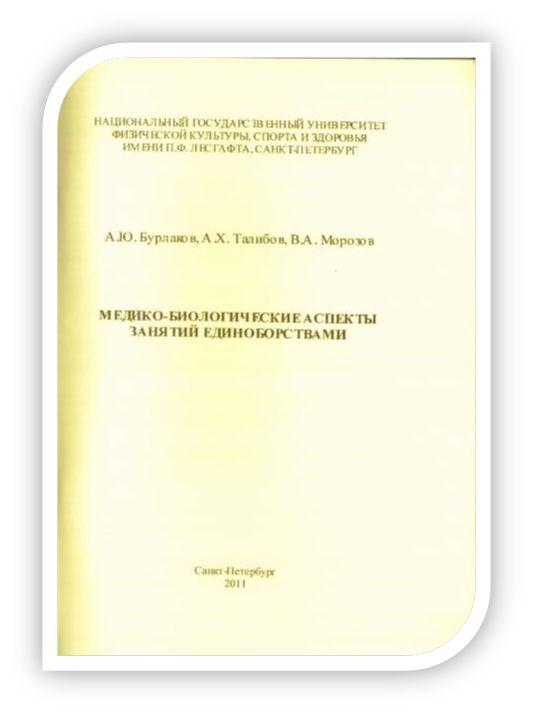 НАЦИОНАЛЬНЫЙ ГОСУДАРСТВЕННЫЙ УНИВЕРСИТЕТ
ФИЗИЧЕСКОЙ КУЛЬТУРЫ, СПОРТА И ЗДОРОВЬЯ
ИМЕНИ П.Ф. ЛЕСГАФТА, САНКТ-ПЕТЕРБУРГ
А.Ю. Бурлаков, А.Х. Талибов, В.А. Морозов
МЕДИКО-БИОЛОГИЧЕСКИЕ АСПЕКТЫ
ЗАНЯТИЙ ЕДИНОБОРСТВАМИ
Санкт-Петербург
2011